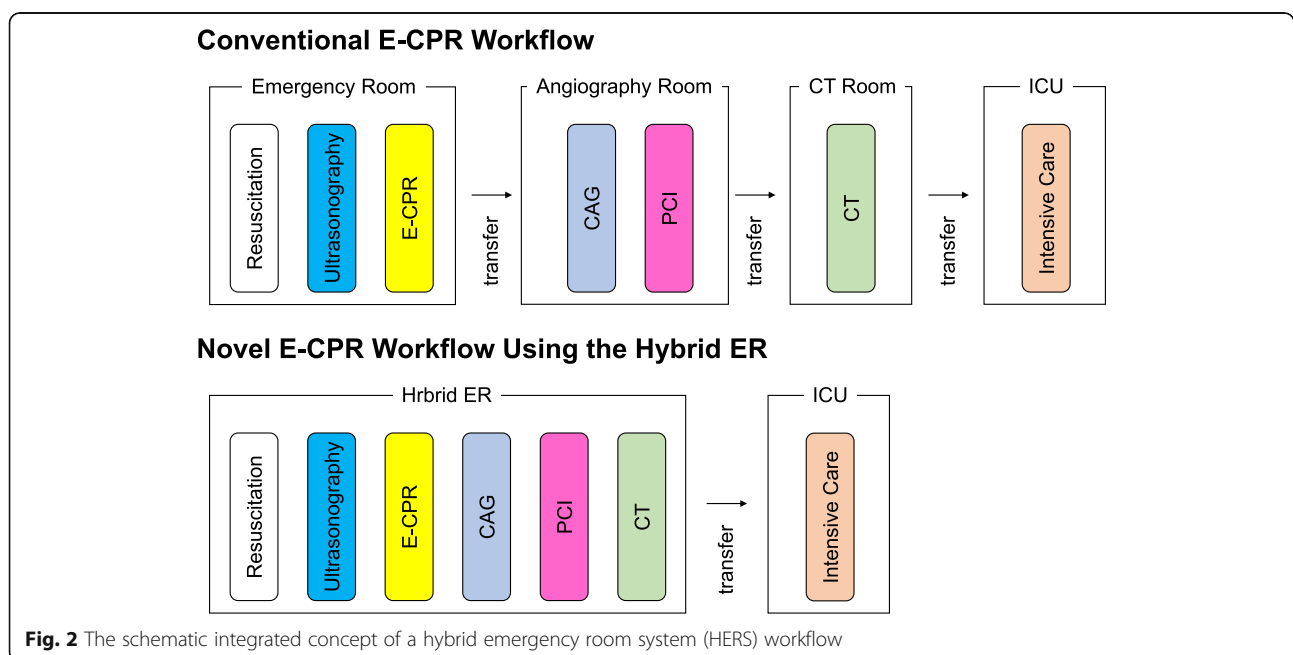 Conventional E-CPR Workflow
Emergency Room
Angiography Room
CT Room
ICU
Resuscitation
Ultrasonography
E-CPR
transfer
CAG
PCI
transfer
CT
transfer
Intensive Care
Novel E-CPR Workflow Using the Hybrid ER
Hrbrid ER
ICU
Resuscitation
Ultrasonography
E-CPR
CAG
PCI
CT
transfer
Intensive Care
Fig. 2 The schematic integrated concept of a hybrid emergency room system (HERS) workflow